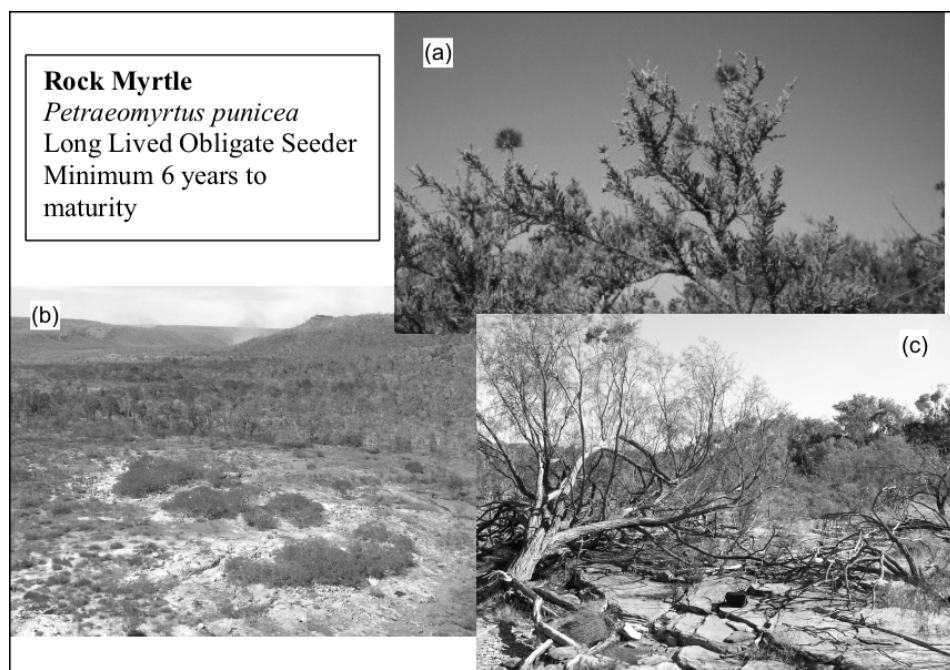 Rock Myrtle
Petraeomyrtus punicea
Long Lived Obligate Seeder
Minimum 6 years to
maturity
(a)
(b)
(c)